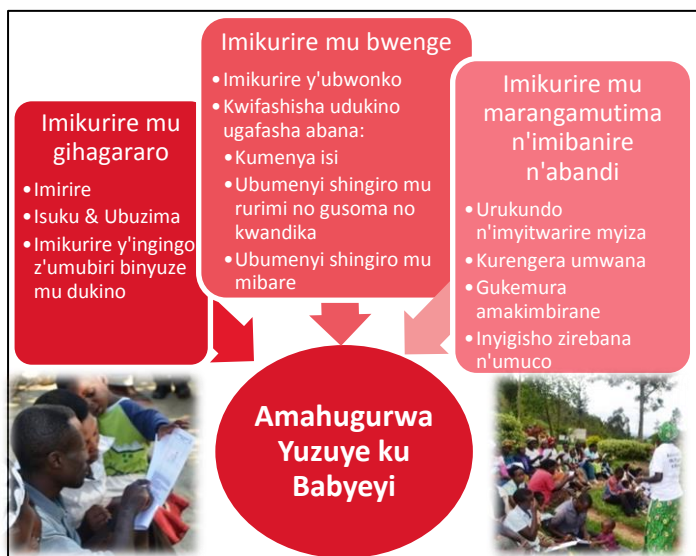 Imikurire mu
gihagararo
•Imirire
•Isuku & Ubuzima
•Imikurire y'ingingo
z'umubiri binyuze
mu dukino
Imikurire mu bwenge
•Imikurire y'ubwonko
•Kwifashisha udukino
ugafasha abana:
•Kumenya isi
•Ubumenyi shingiro mu
rurimi no gusoma no
kwandika
•Ubumenyi shingiro mu
mibare
Imikurire mu
marangamutima
n'imibanire
n'abandi
•Urukundo
n'imyitwarire myiza
•Kurengera umwana
•Gukemura
amakimbirane
•Inyigisho zirebana
n'umuco
Amahugurwa
Yuzuye ku
Babyeyi